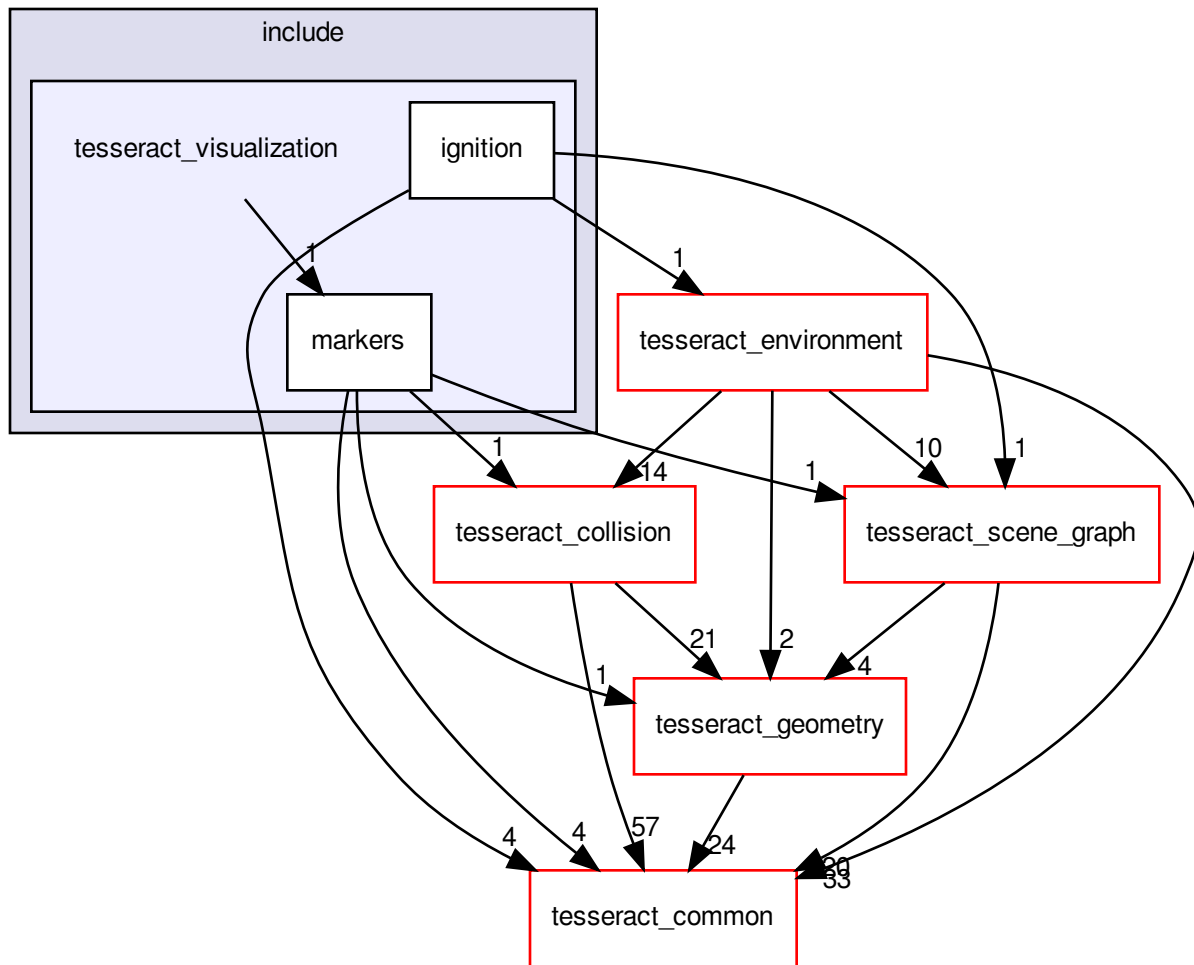 include
tesseract_visualization
ignition
1
1
markers
tesseract_environment
1
14
10
1
1
tesseract_collision
tesseract_scene_graph
21
2
4
1
tesseract_geometry
4
4
57
24
33
tesseract_common